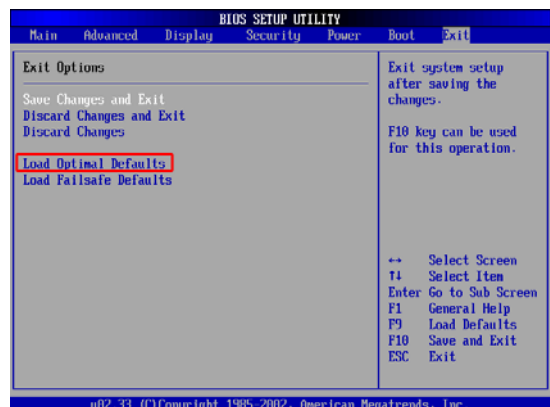 BIOS SETUP UTILITY
Main Advanced Display Security Power Boot Exit
Exit Options
Save Changes and Exit
Discard Changes and Exit
Discard Changes
Load Optimal Defaults
Load Failsafe Defaults
Exit system setup
after saving the
changes.
F10 key can be used
for this operation.
↔ Select Screen
↑↓ Select Item
Enter Go to Sub Screen
F1 General Help
F9 Load Defaults
F10 Save and Exit
ESC Exit
v02.33 (C)Copyright 1985-2002, American Megatrends, Inc